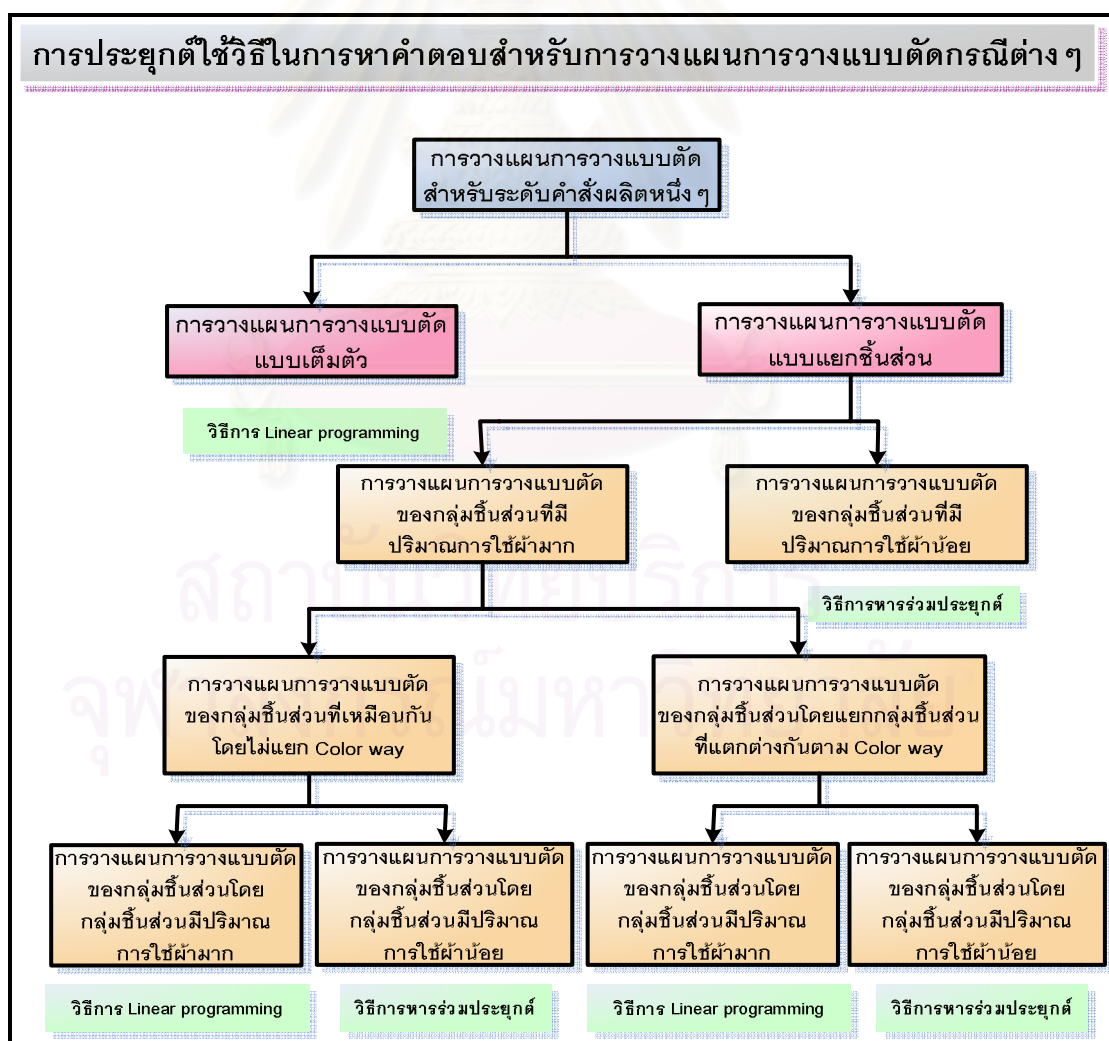 การประยุกต์ใช้วิธีในการหาคำตอบสำหรับการวางแผนการวางแบบตัดกรณีต่าง ๆ
การวางแผนการวางแบบตัด
สำหรับระดับคำสั่งผลิตหนึ่ง ๆ
การวางแผนการวางแบบตัด
แบบเต็มตัว
การวางแผนการวางแบบตัด
แบบแยกชิ้นส่วน
วิธีการ Linear programming
การวางแผนการวางแบบตัด
ของกลุ่มชิ้นส่วนที่มี
ปริมาณการใช้ผ้ามาก
การวางแผนการวางแบบตัด
ของกลุ่มชิ้นส่วนที่มี
ปริมาณการใช้ผ้าน้อย
วิธีการหารร่วมประยุกต์
สถาบันวิทยบริการ
จุฬาลงกรณ์มหาวิทยาลัย
การวางแผนการวางแบบตัด
ของกลุ่มชิ้นส่วนที่เหมือนกัน
โดยไม่แยก Color way
การวางแผนการวางแบบตัด
ของกลุ่มชิ้นส่วนโดยแยกกลุ่มชิ้นส่วน
ที่แตกต่างกันตาม Color way
การวางแผนการวางแบบตัด
ของกลุ่มชิ้นส่วนโดย
กลุ่มชิ้นส่วนมีปริมาณ
การใช้ผ้ามาก
การวางแผนการวางแบบตัด
ของกลุ่มชิ้นส่วนโดย
กลุ่มชิ้นส่วนมีปริมาณ
การใช้ผ้าน้อย
การวางแผนการวางแบบตัด
ของกลุ่มชิ้นส่วนโดย
กลุ่มชิ้นส่วนมีปริมาณ
การใช้ผ้ามาก
การวางแผนการวางแบบตัด
ของกลุ่มชิ้นส่วนโดย
กลุ่มชิ้นส่วนมีปริมาณ
การใช้ผ้าน้อย
วิธีการ Linear programming
วิธีการหารร่วมประยุกต์
วิธีการ Linear programming
วิธีการหารร่วมประยุกต์